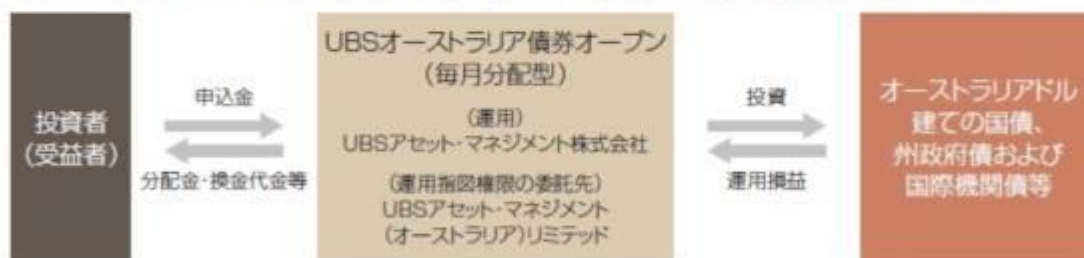 投資者
(受益者)
申込金
分配金・換金代金等
UBSオーストラリア債券オープン
(毎月分配型)
(運用)
UBSアセット・マネジメント株式会社
(運用指図権限の委託先)
UBSアセット・マネジメント
(オーストラリア)リミテッド
投資
運用損益
オーストラリアドル
建ての国債、
州政府債および
国際機関債等